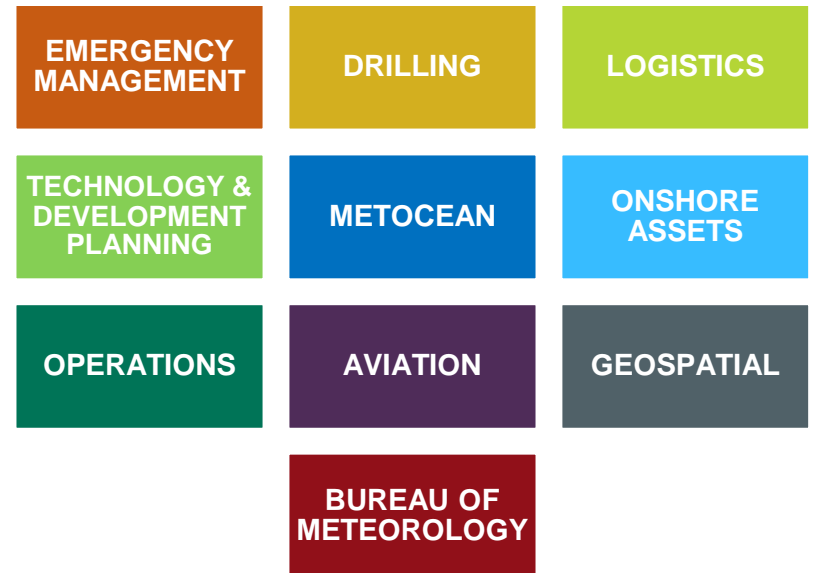 EMERGENCY
MANAGEMENT
DRILLING
LOGISTICS
TECHNOLOGY &
DEVELOPMENT
PLANNING
METOCEAN
ONSHORE
ASSETS
OPERATIONS
AVIATION
GEOSPATIAL
BUREAU OF
METEOROLOGY